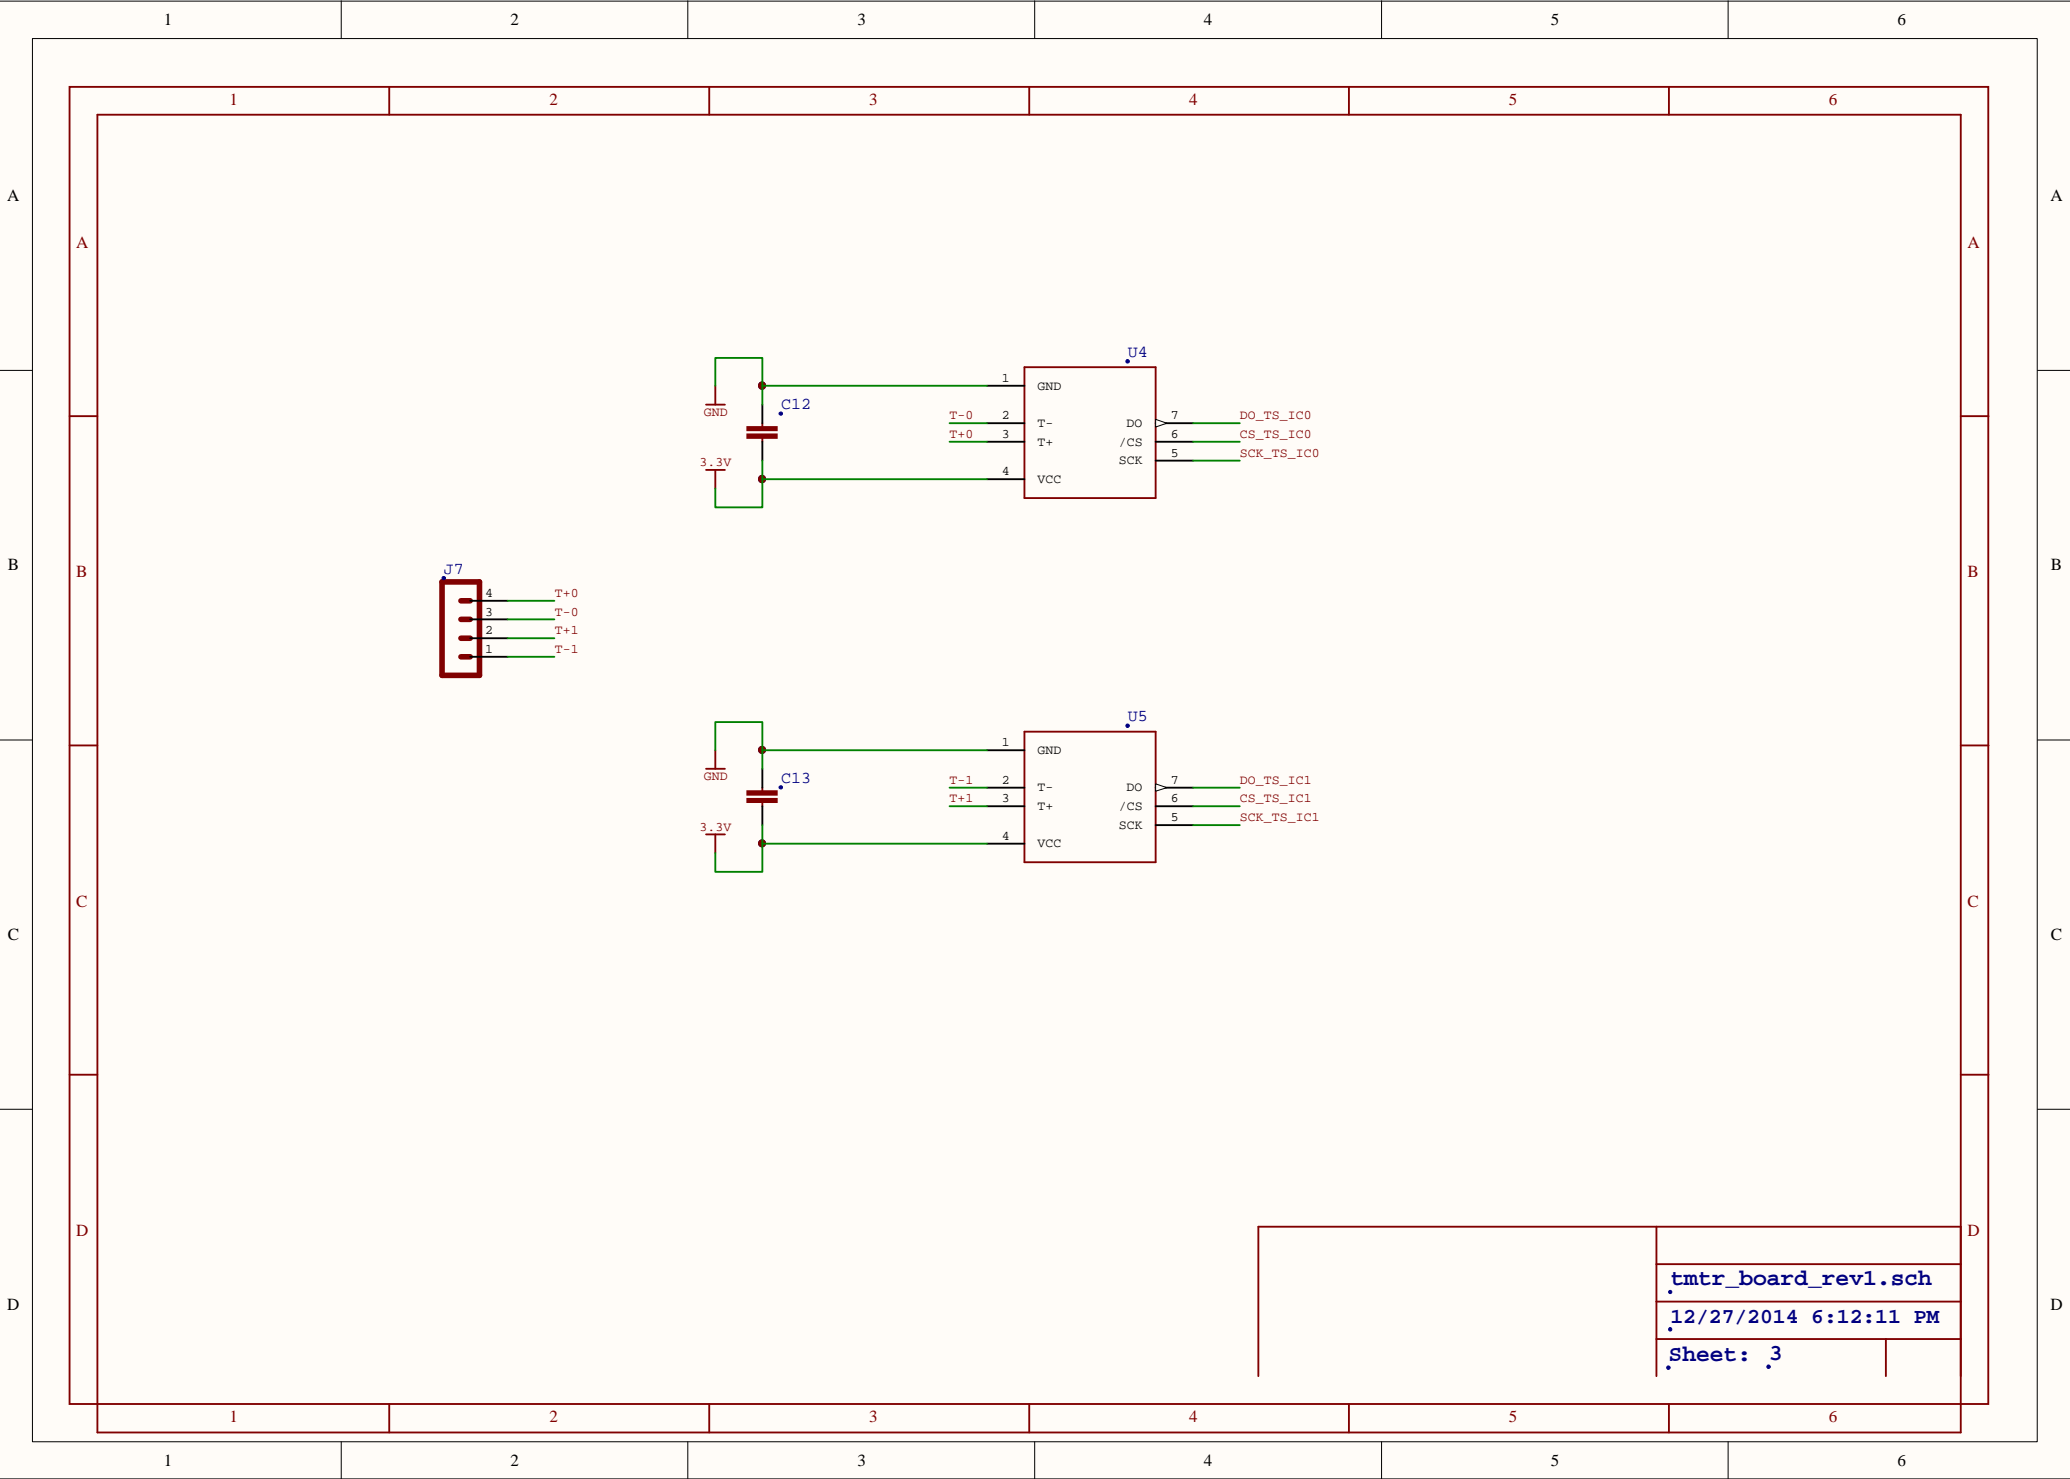 1 2 3 4 5 6
1 2 3 4 5 6
A A
A A
U4
1 GND
C12
GND
T-0 2 T- DO 7 DO_TS_IC0
T+0 3 T+ /CS 6 CS_TS_IC0
SCK 5 SCK_TS_IC0
3.3V
4 VCC
B B
B B
J7
4 T+0
3 T-0
2 T+1
1 T-1
U5
1 GND
C13
GND
T-1 2 T- DO 7 DO_TS_IC1
T+1 3 T+ /CS 6 CS_TS_IC1
SCK 5 SCK_TS_IC1
3.3V
4 VCC
C C
C C
D D
tmtr_board_rev1.sch
D D
12/27/2014 6:12:11 PM
Sheet: 3
1 2 3 4 5 6
1 2 3 4 5 6